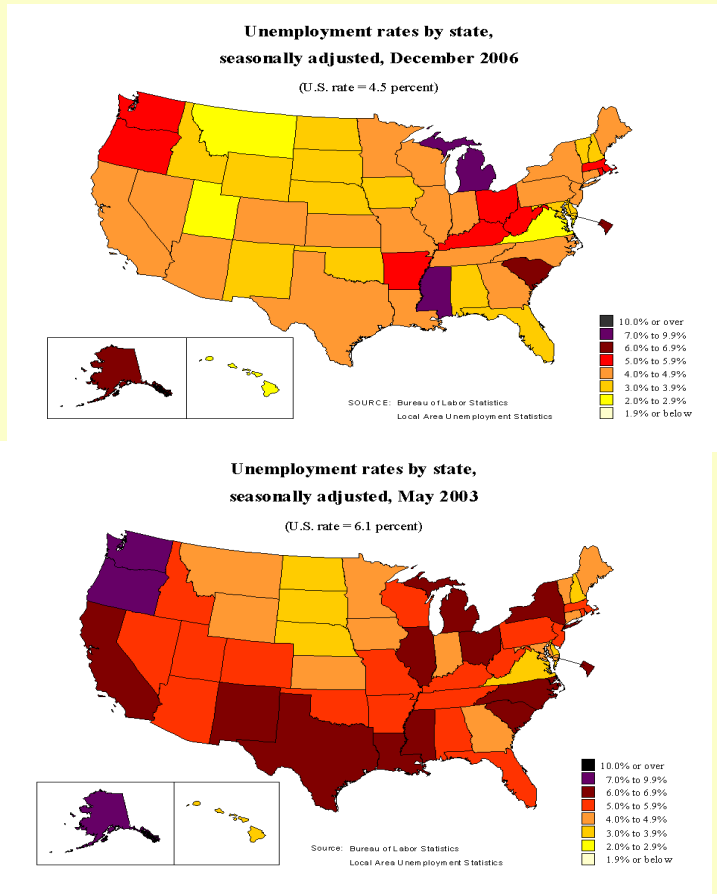 Unemployment rates by state,
seasonally adjusted, December 2006
(U.S. rate = 4.5 percent)
10.0% or over
7.0% to 9.9%
6.0% to 6.9%
5.0% to 5.9%
4.0% to 4.9%
3.0% to 3.9%
2.0% to 2.9%
1.9% or below
SOURCE: Bureau of Labor Statistics
Local Area Unemployment Statistics
Unemployment rates by state,
seasonally adjusted, May 2003
(U.S. rate = 6.1 percent)
10.0% or over
7.0% to 9.9%
6.0% to 6.9%
5.0% to 5.9%
4.0% to 4.9%
3.0% to 3.9%
2.0% to 2.9%
1.9% or below
Source: Bureau of Labor Statistics
Local Area Unemployment Statistics